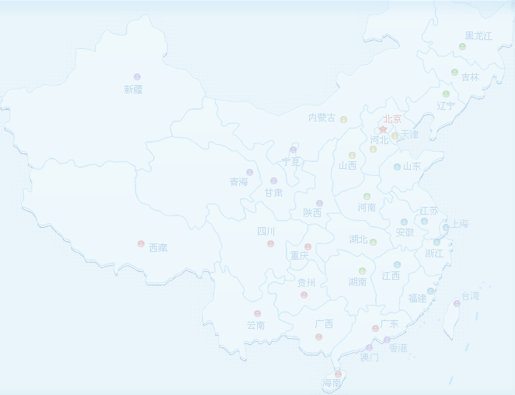 黑龙江
吉林
新疆
辽宁
内蒙古
北京
天津
河北
宁夏
山西
山东
青海
甘肃
陕西
河南
江苏
安徽
上海
四川
湖北
西藏
重庆
浙江
江西
贵州
湖南
福建
台湾
云南
广西
广东
香港
澳门
海南